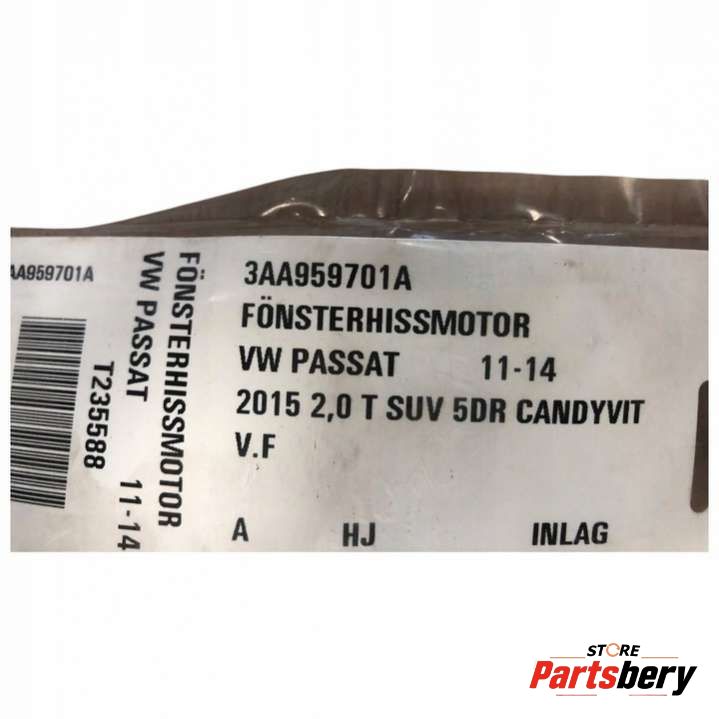 3AA959701A
FÖNSTERHISSMOTOR
VW PASSAT 11-14
2015 2,0 T SUV 5DR CANDYVIT
V.F
A HJ INLAG
AA959701A
T235588
VW PASSAT 11-14
FÖNSTERHISSMOTOR
STORE
Partsbery